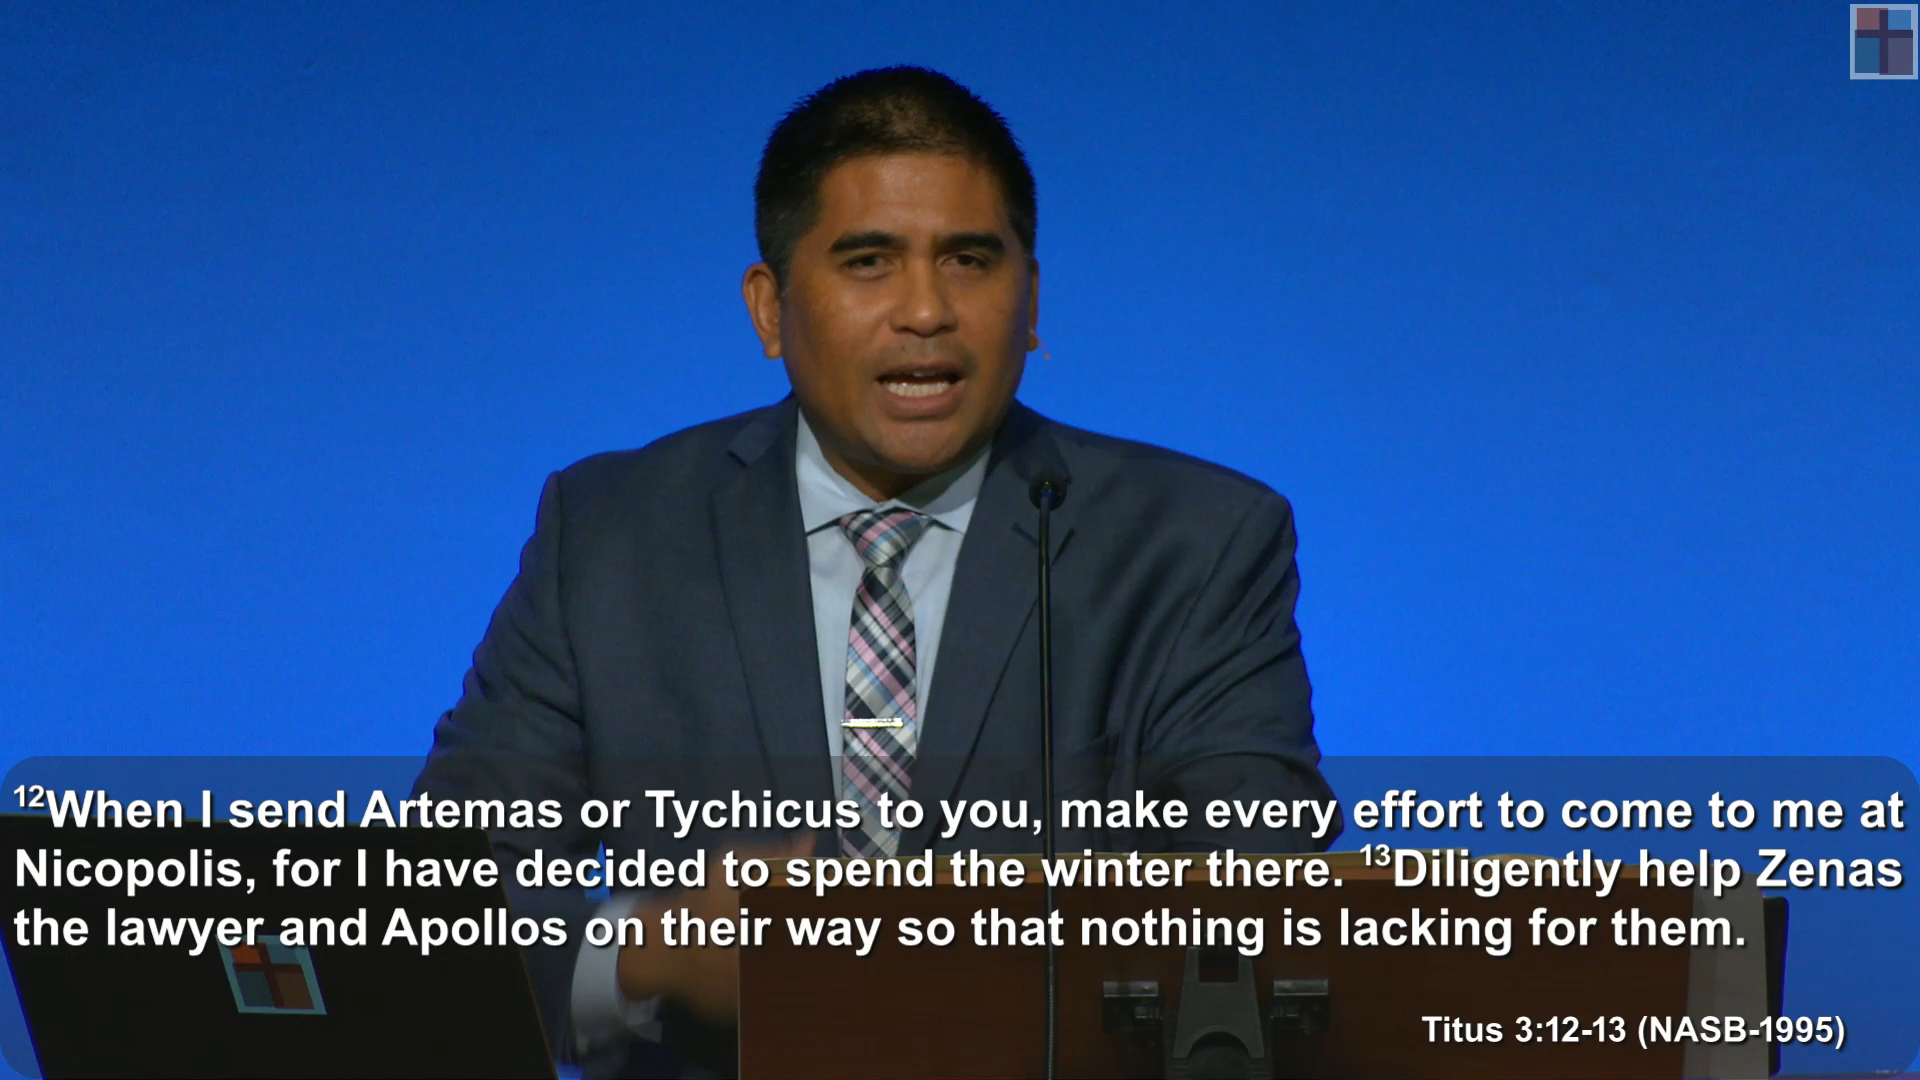 ¹²When I send Artemas or Tychicus to you, make every effort to come to me at
Nicopolis, for I have decided to spend the winter there. ¹³Diligently help Zenas
the lawyer and Apollos on their way so that nothing is lacking for them.
Titus 3:12-13 (NASB-1995)